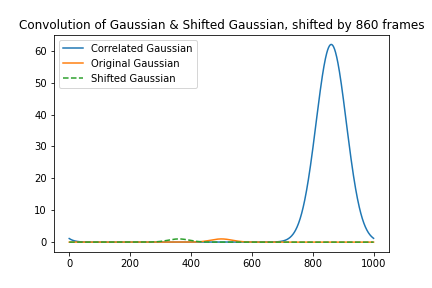 Convolution of Gaussian & Shifted Gaussian, shifted by 860 frames
Correlated Gaussian
Original Gaussian
Shifted Gaussian
60
50
40
30
20
10
0
0 200 400 600 800 1000